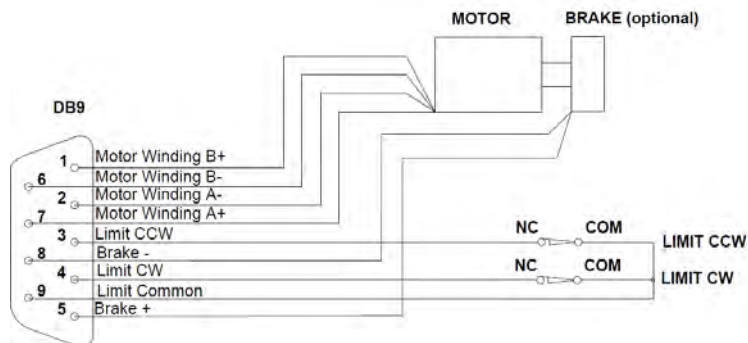 MOTOR BRAKE (optional)
DB9
1 Motor Winding B+
6 Motor Winding B-
2 Motor Winding A-
7 Motor Winding A+
3 Limit CCW NC COM LIMIT CCW
8 Brake -
4 Limit CW NC COM LIMIT CW
9 Limit Common
5 Brake +